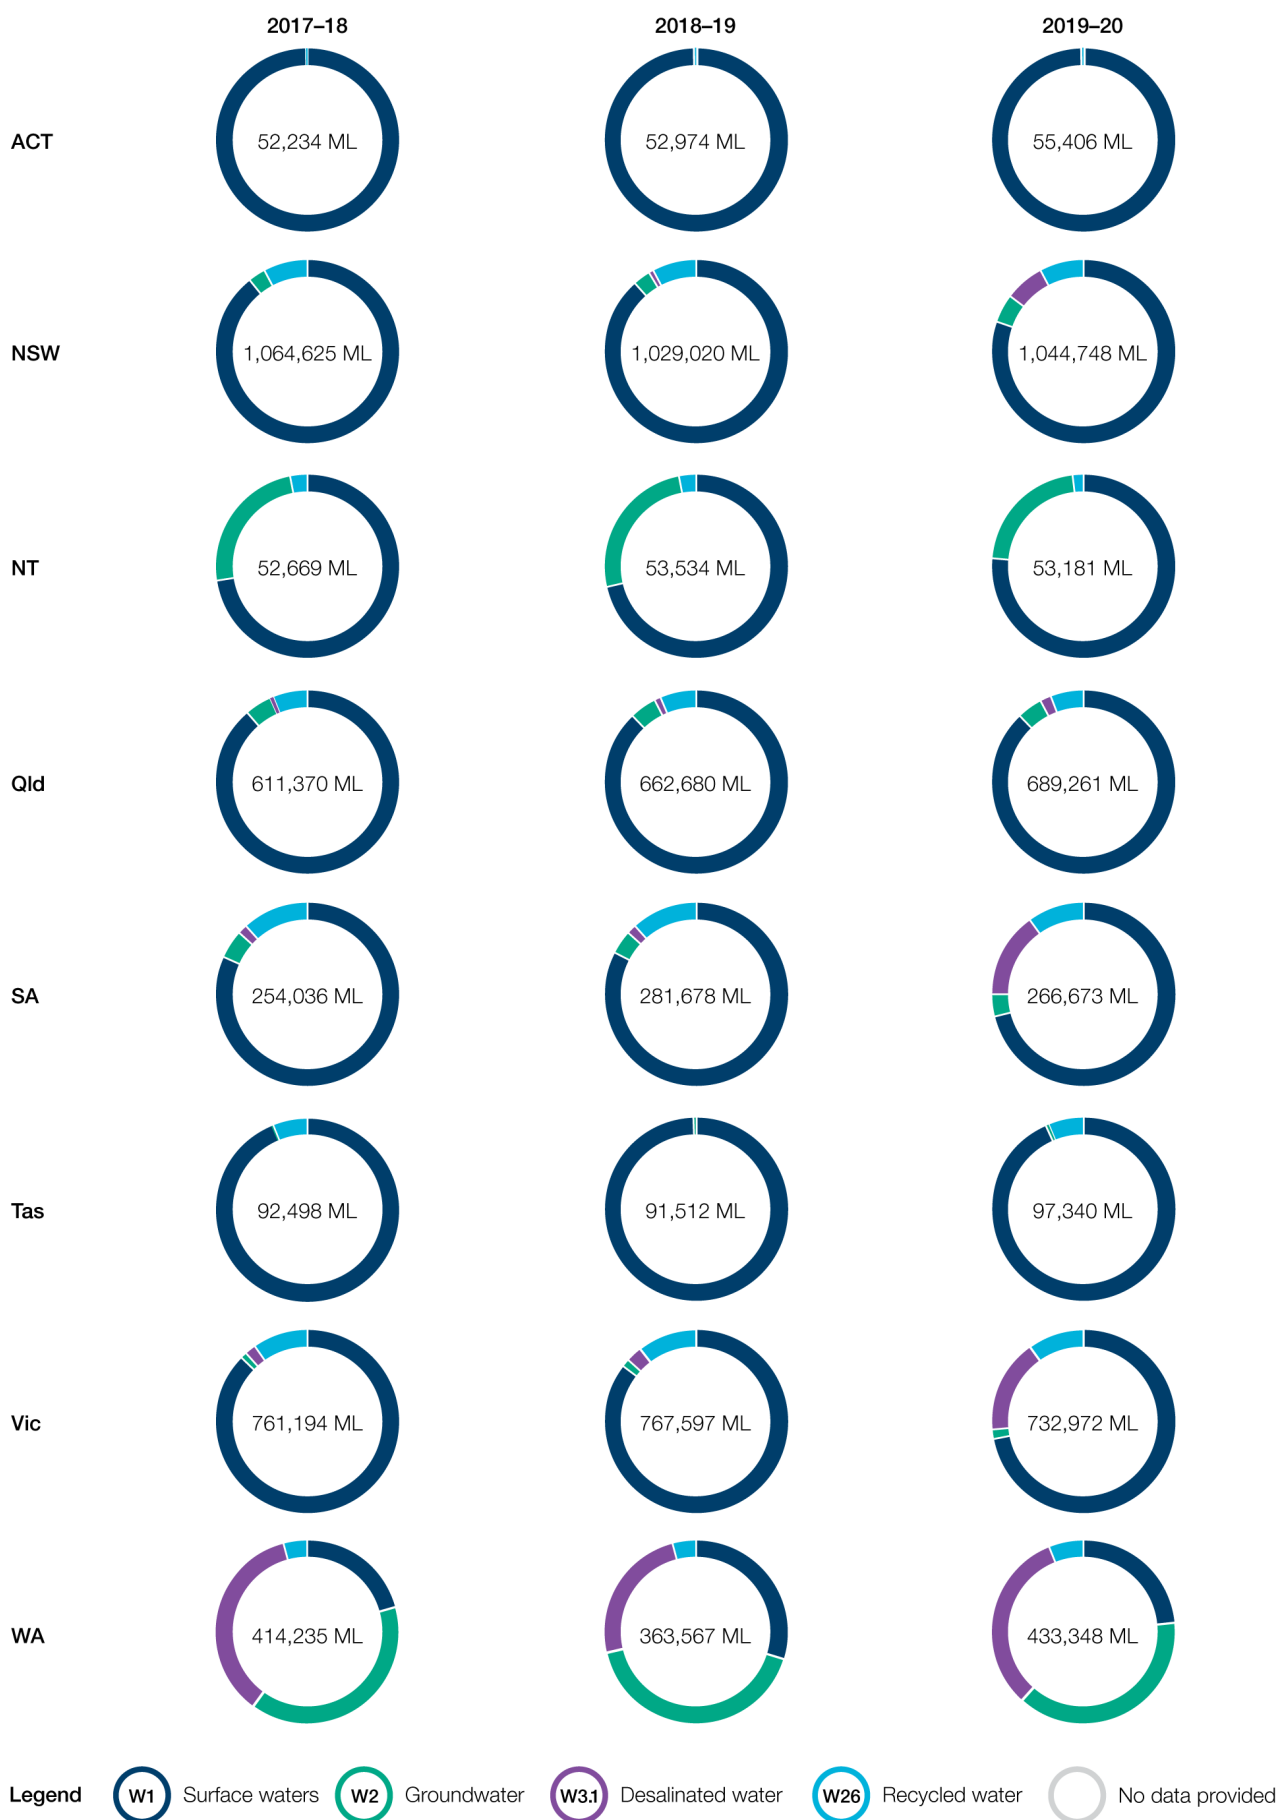 2017–18 2018–19 2019–20
ACT 52,234 ML 52,974 ML 55,406 ML
NSW 1,064,625 ML 1,029,020 ML 1,044,748 ML
NT 52,669 ML 53,534 ML 53,181 ML
Qld 611,370 ML 662,680 ML 689,261 ML
SA 254,036 ML 281,678 ML 266,673 ML
Tas 92,498 ML 91,512 ML 97,340 ML
Vic 761,194 ML 767,597 ML 732,972 ML
WA 414,235 ML 363,567 ML 433,348 ML
Legend W1 Surface waters W2 Groundwater W3.1 Desalinated water W26 Recycled water No data provided